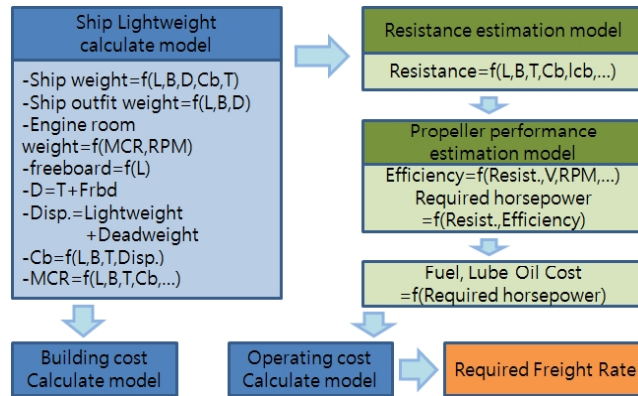 Ship Lightweight
calculate model
-Ship weight=f(L,B,D,Cb,T)
-Ship outfit weight=f(L,B,D)
-Engine room
weight=f(MCR,RPM)
-freeboard=f(L)
-D=T+Frbd
-Disp.=Lightweight
+Deadweight
-Cb=f(L,B,T,Disp.)
-MCR=f(L,B,T,Cb,...)
Resistance estimation model
Resistance=f(L,B,T,Cb,lcb,...)
Propeller performance
estimation model
Efficiency=f(Resist.,V,RPM,...)
Required horsepower
=f(Resist.,Efficiency)
Fuel, Lube Oil Cost
=f(Required horsepower)
Building cost
Calculate model
Operating cost
Calculate model
Required Freight Rate